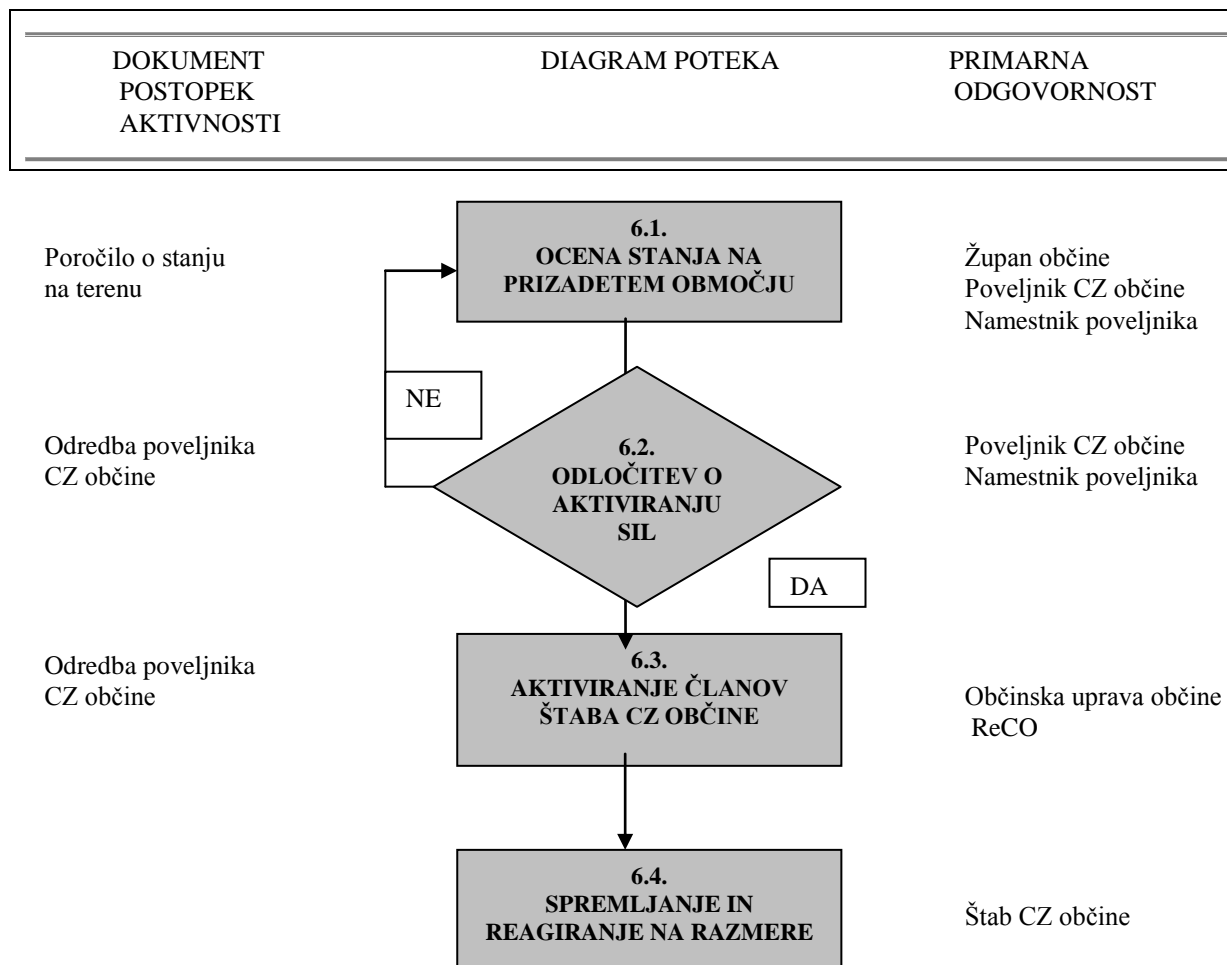 DOKUMENT DIAGRAM POTEKA PRIMARNA
POSTOPEK ODGOVORNOST
AKTIVNOSTI
6.1.
OCENA STANJA NA
PRIZADETEM OBMOČJU
Poročilo o stanju
na terenu
Župan občine
Poveljnik CZ občine
Namestnik poveljnika
NE
Odredba poveljnika
CZ občine
6.2.
ODLOČITEV O
AKTIVIRANJU
SIL
Poveljnik CZ občine
Namestnik poveljnika
DA
Odredba poveljnika
CZ občine
6.3.
AKTIVIRANJE ČLANOV
ŠTABA CZ OBČINE
Občinska uprava občine
ReCO
6.4.
SPREMLJANJE IN
REAGIRANJE NA RAZMERE
Štab CZ občine